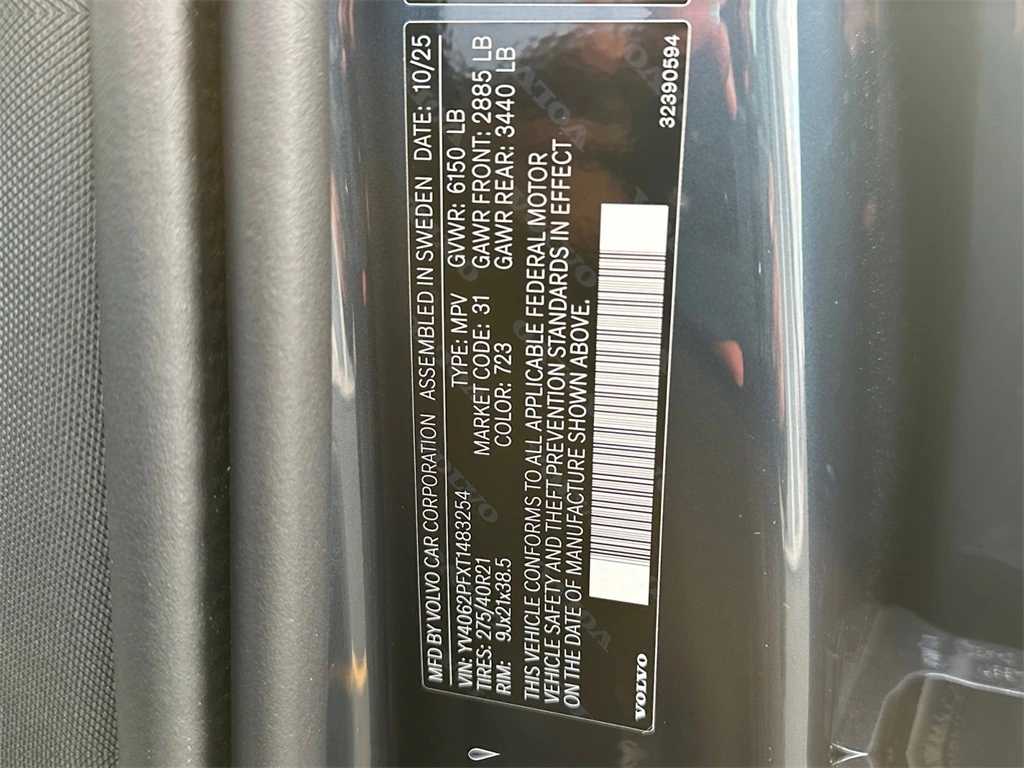 MFD BY VOLVO CAR CORPORATION ASSEMBLED IN SWEDEN DATE: 10/25
VIN: YV4062PFXT1483254 TYPE: MPV GVWR: 6150 LB
TIRES: 275/40R21 MARKET CODE: 31 GAWR FRONT: 2885 LB
RIM: 9Jx21x38.5 COLOR: 723 GAWR REAR: 3440 LB
THIS VEHICLE CONFORMS TO ALL APPLICABLE FEDERAL MOTOR
VEHICLE SAFETY AND THEFT PREVENTION STANDARDS IN EFFECT
ON THE DATE OF MANUFACTURE SHOWN ABOVE.
VOLVO 32390594